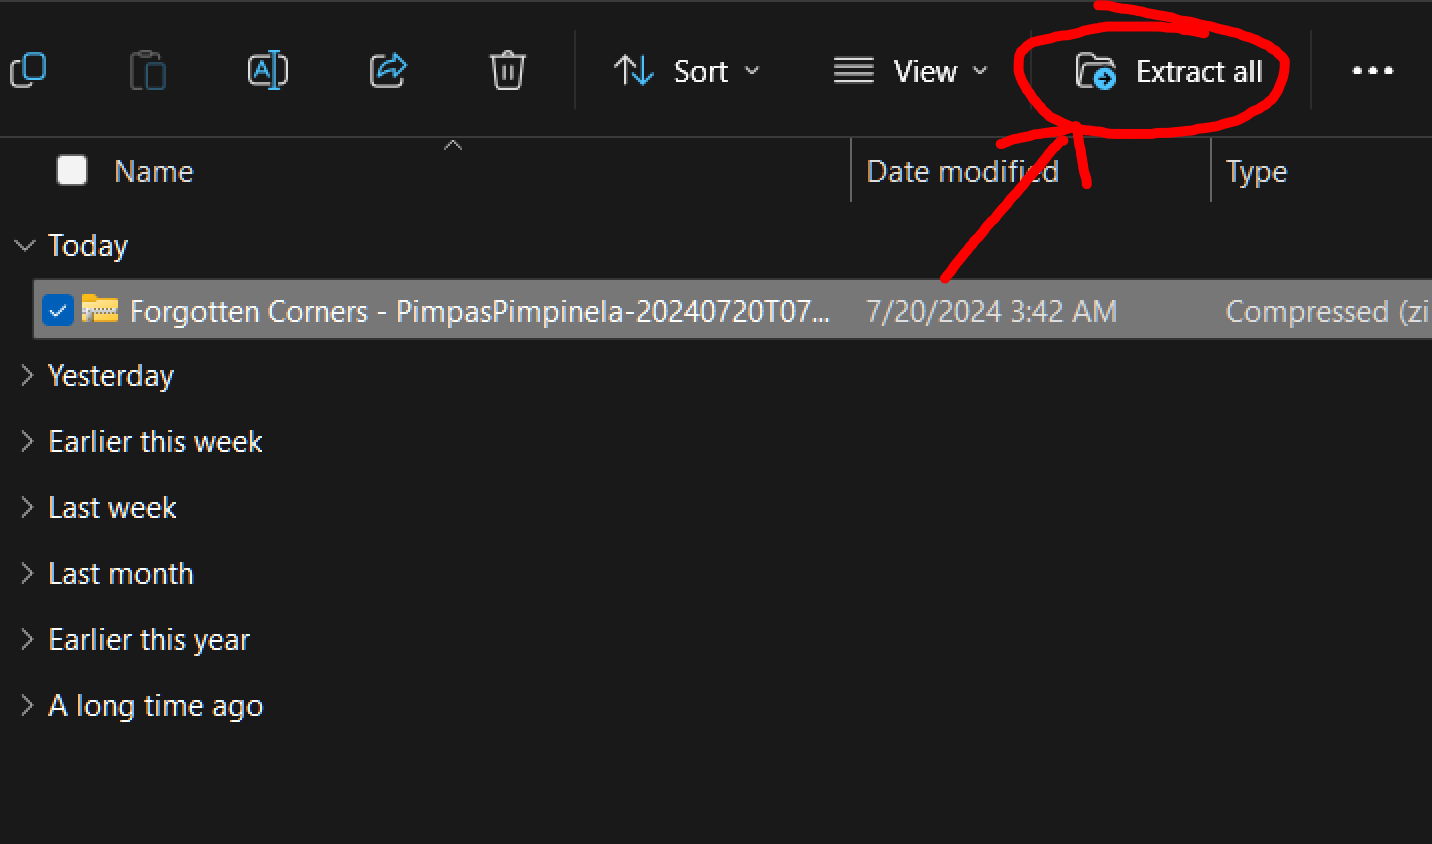 Sort View Extract all
Name Date modified Type
Today
Forgotten Corners - PimpasPimpinela-20240720T07... 7/20/2024 3:42 AM Compressed (zi
Yesterday
Earlier this week
Last week
Last month
Earlier this year
A long time ago